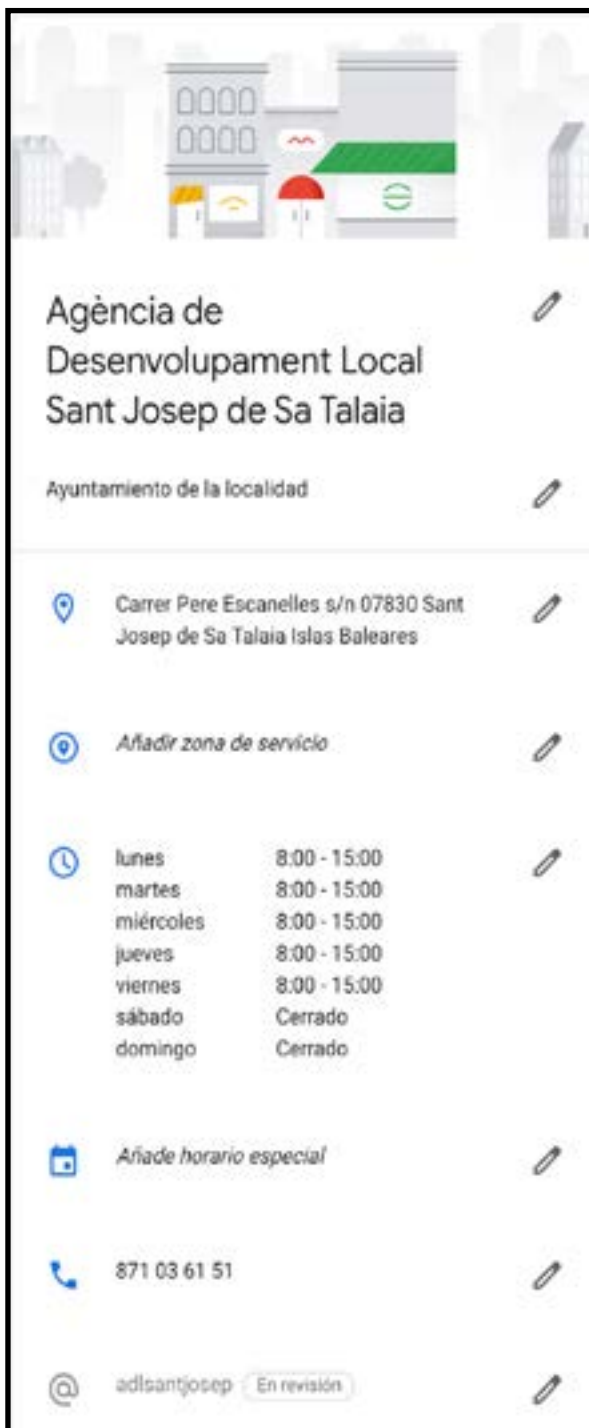 Agència de
Desenvolupament Local
Sant Josep de Sa Talaia
Ayuntamiento de la localidad
Carrer Pere Escanelles s/n 07830 Sant
Josep de Sa Talaia Islas Baleares
Añadir zona de servicio
lunes 8:00 - 15:00
martes 8:00 - 15:00
miércoles 8:00 - 15:00
jueves 8:00 - 15:00
viernes 8:00 - 15:00
sábado Cerrado
domingo Cerrado
Añade horario especial
871 03 61 51
@ adlsantjosep En revisión